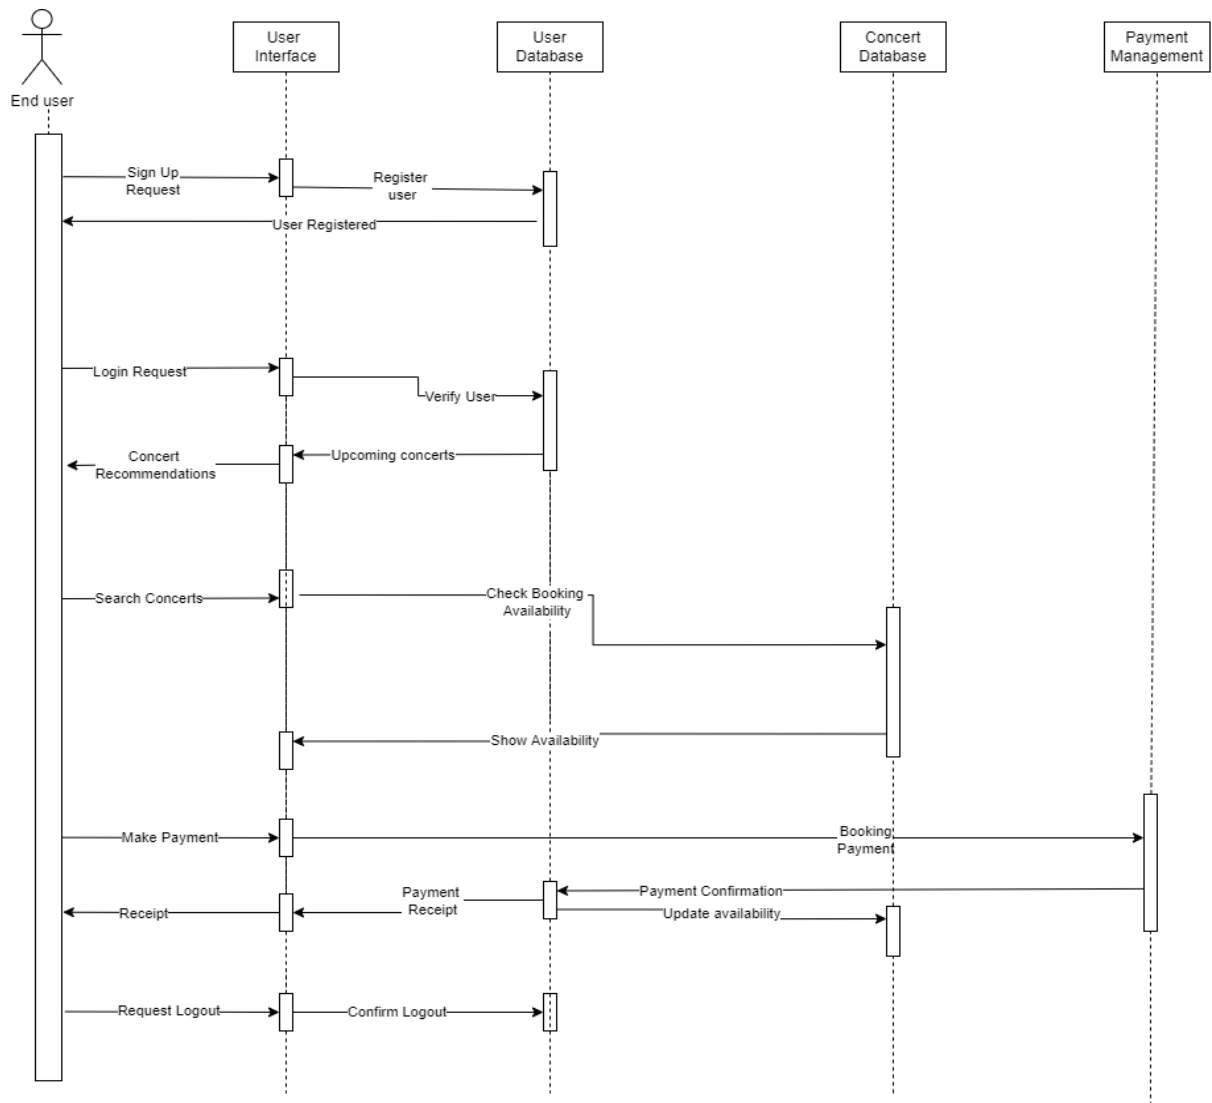 User
Interface
User
Database
Concert
Database
Payment
Management
End user
Sign Up
Request
Register
user
User Registered
Login Request
Verify User
Upcoming concerts
Concert
Recommendations
Search Concerts
Check Booking
Availability
Show Availability
Make Payment
Booking
Payment
Payment Confirmation
Payment
Receipt
Receipt
Update availability
Request Logout
Confirm Logout